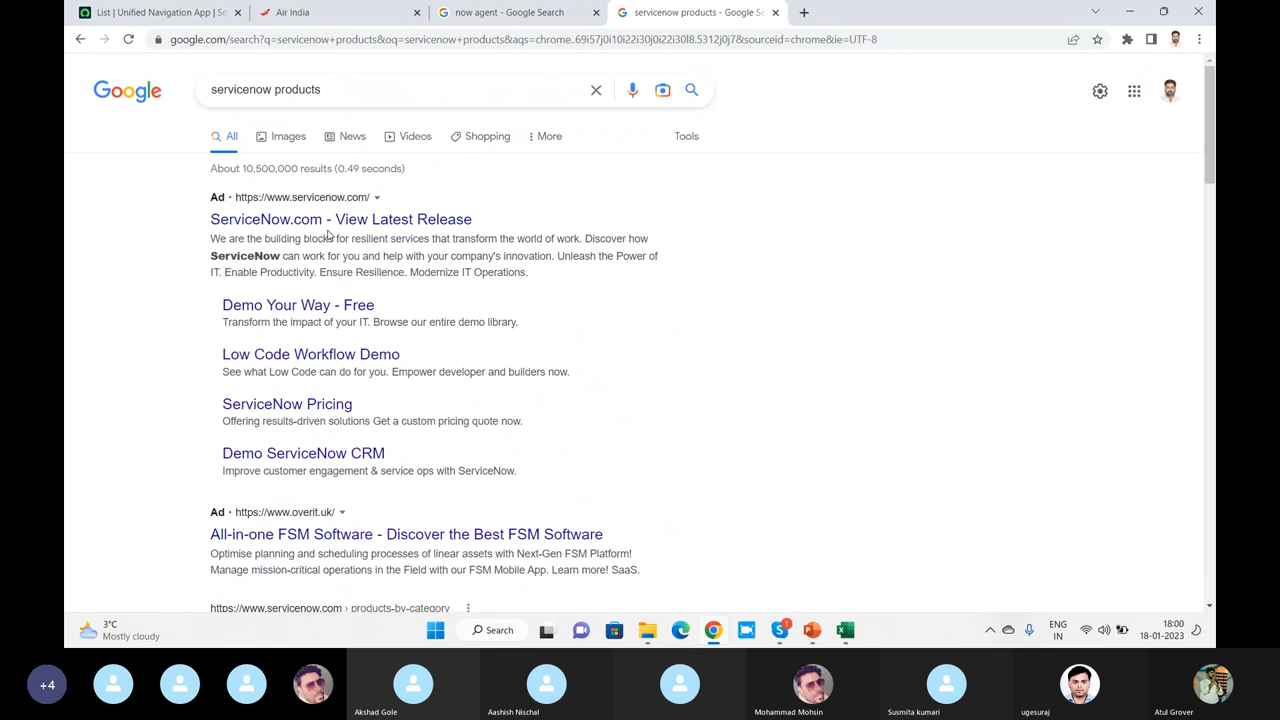 List | Unified Navigation App | Se
Air India
now agent - Google Search
servicenow products - Google Se
google.com/search?q=servicenow+products&oq=servicenow+products&aqs=chrome..69i57j0i10i22i30j0i22i30l8.5312j0j7&sourceid=chrome&ie=UTF-8
Google
servicenow products
All Images News Videos Shopping More Tools
About 10,500,000 results (0.49 seconds)
Ad · https://www.servicenow.com/
ServiceNow.com - View Latest Release
We are the building blocks for resilient services that transform the world of work. Discover how
ServiceNow can work for you and help with your company's innovation. Unleash the Power of
IT. Enable Productivity. Ensure Resilience. Modernize IT Operations.
Demo Your Way - Free
Transform the impact of your IT. Browse our entire demo library.
Low Code Workflow Demo
See what Low Code can do for you. Empower developer and builders now.
ServiceNow Pricing
Offering results-driven solutions Get a custom pricing quote now.
Demo ServiceNow CRM
Improve customer engagement & service ops with ServiceNow.
Ad · https://www.overit.uk/
All-in-one FSM Software - Discover the Best FSM Software
Optimise planning and scheduling processes of linear assets with Next-Gen FSM Platform!
Manage mission-critical operations in the Field with our FSM Mobile App. Learn more! SaaS.
https://www.servicenow.com › products-by-category
3°C
Mostly cloudy
Search
ENG
IN
18:00
18-01-2023
+4
Akshad Gole
Aashish Nischal
Mohammad Mohsin
Susmita kumari
ugesuraj
Atul Grover